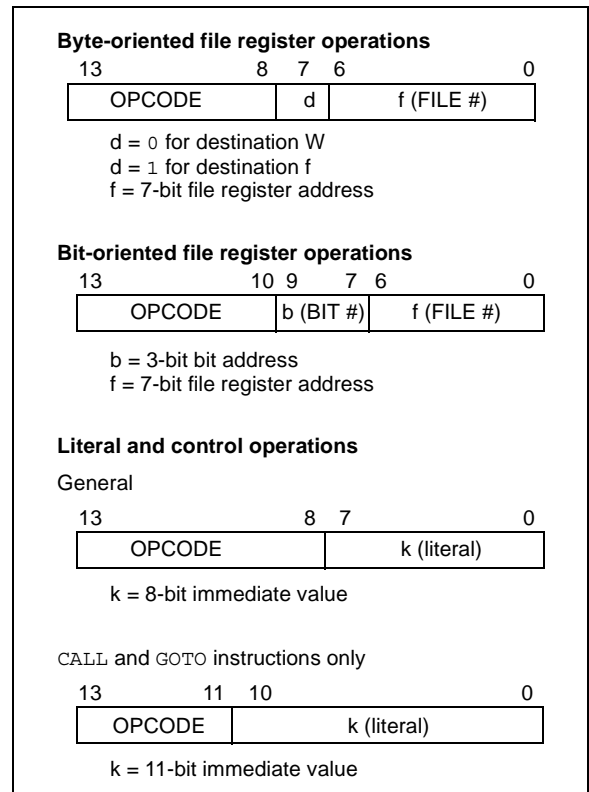 Byte-oriented file register operations
13 8 7 6 0
OPCODE d f (FILE #)
d = 0 for destination W
d = 1 for destination f
f = 7-bit file register address
Bit-oriented file register operations
13 10 9 7 6 0
OPCODE b (BIT #) f (FILE #)
b = 3-bit bit address
f = 7-bit file register address
Literal and control operations
General
13 8 7 0
OPCODE k (literal)
k = 8-bit immediate value
CALL and GOTO instructions only
13 11 10 0
OPCODE k (literal)
k = 11-bit immediate value